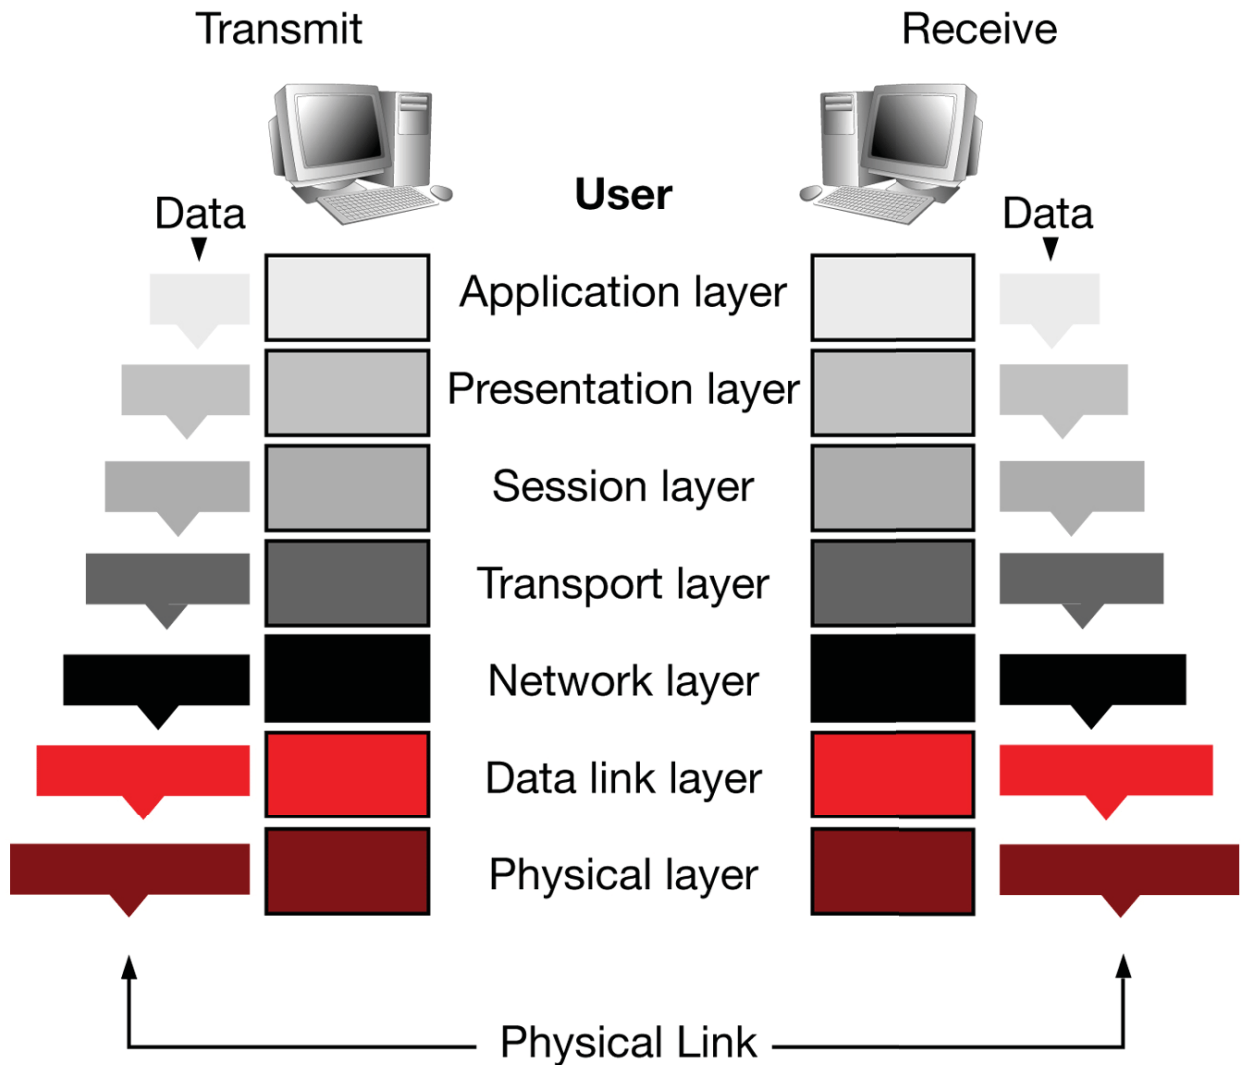 Transmit
Receive
User
Data
Data
Application layer
Presentation layer
Session layer
Transport layer
Network layer
Data link layer
Physical layer
Physical Link